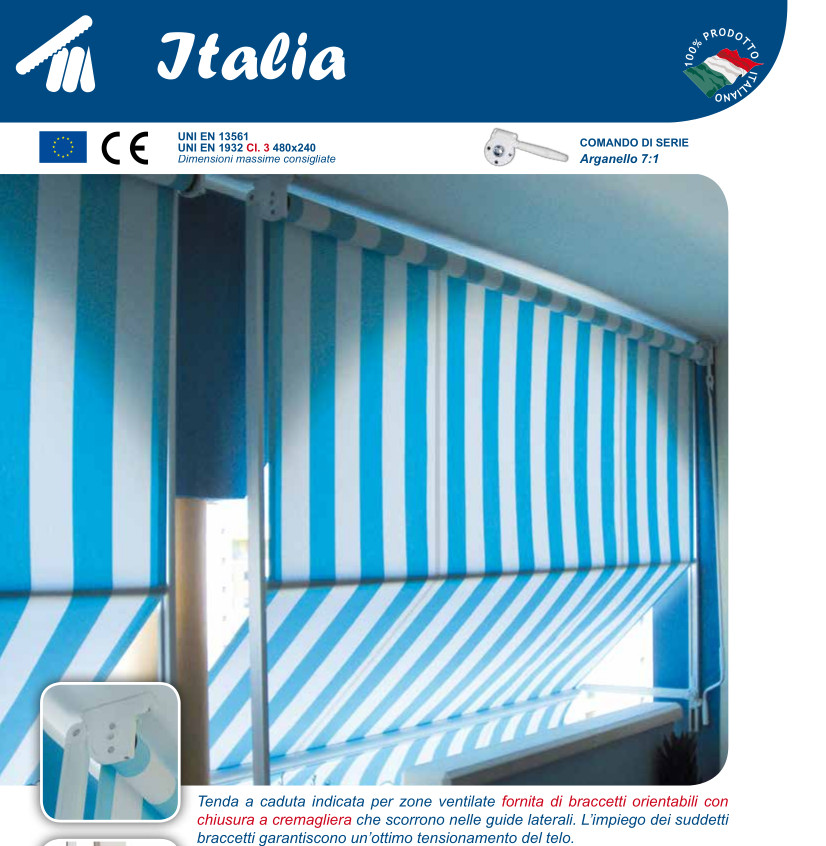 Italia
100% PRODOTTO ITALIANO
UNI EN 13561
UNI EN 1932 Cl. 3 480x240
Dimensioni massime consigliate
COMANDO DI SERIE
Arganello 7:1
Tenda a caduta indicata per zone ventilate fornita di braccetti orientabili con
chiusura a cremagliera che scorrono nelle guide laterali. L’impiego dei suddetti
braccetti garantiscono un’ottimo tensionamento del telo.